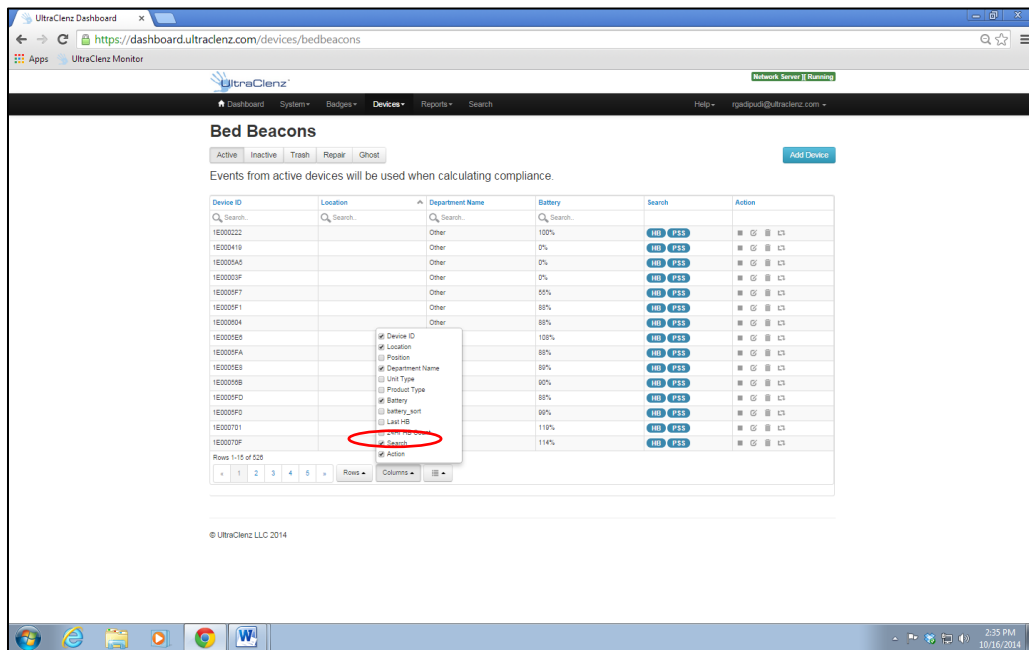 UltraClenz Dashboard
https://dashboard.ultraclenz.com/devices/bedbeacons
Apps UltraClenz Monitor
UltraClenz
Network Server || Running
Dashboard System Badges Devices Reports Search Help rgadipudi@ultraclenz.com
Bed Beacons
Active Inactive Trash Repair Ghost Add Device
Events from active devices will be used when calculating compliance.
Device ID Location Department Name Battery Search Action
Search.. Search.. Search.. Search..
1E000222 Other 100% HB PSS
1E000419 Other 0% HB PSS
1E0005A5 Other 0% HB PSS
1E00003F Other 0% HB PSS
1E0005F7 Other 55% HB PSS
1E0005F1 Other 88% HB PSS
1E000604 Other 88% HB PSS
1E0005E6 108% HB PSS
1E0005FA 88% HB PSS
1E0005E8 89% HB PSS
1E00056B 90% HB PSS
1E0005FD 88% HB PSS
1E0005F0 99% HB PSS
1E000701 119% HB PSS
1E00070F 114% HB PSS
Device ID
Location
Position
Department Name
Unit Type
Product Type
Battery
battery_sort
Last HB
24Hr HB Count
Search
Action
Rows 1-15 of 526
« 1 2 3 4 5 » Rows Columns
© UltraClenz LLC 2014
2:35 PM
10/16/2014